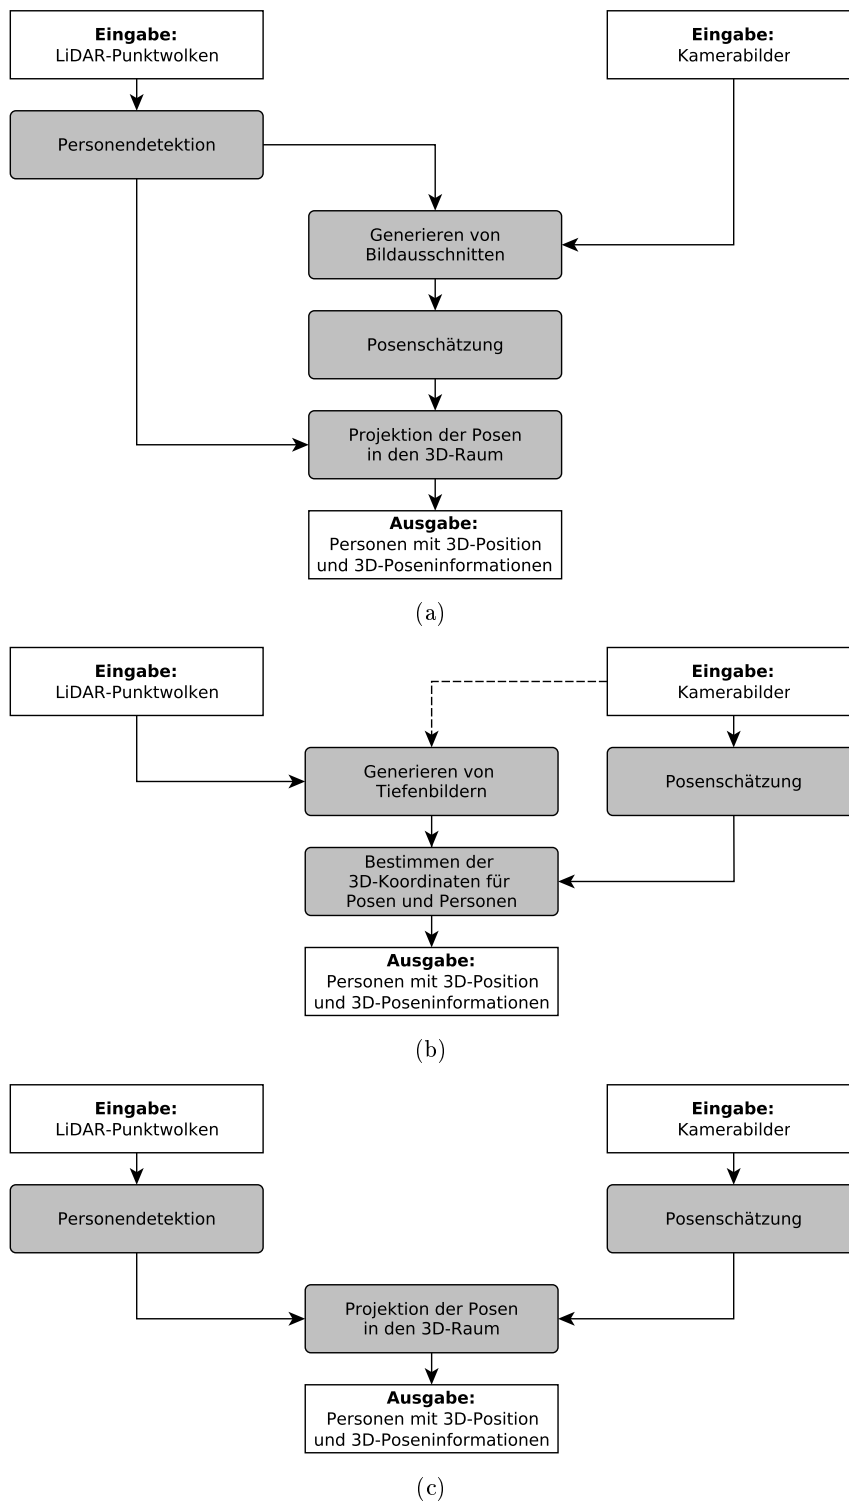 Eingabe:
LiDAR-Punktwolken
Eingabe:
Kamerabilder
Personendetektion
Generieren von
Bildausschnitten
Posenschätzung
Projektion der Posen
in den 3D-Raum
Ausgabe:
Personen mit 3D-Position
und 3D-Poseninformationen
(a)
Eingabe:
LiDAR-Punktwolken
Eingabe:
Kamerabilder
Generieren von
Tiefenbildern
Posenschätzung
Bestimmen der
3D-Koordinaten für
Posen und Personen
Ausgabe:
Personen mit 3D-Position
und 3D-Poseninformationen
(b)
Eingabe:
LiDAR-Punktwolken
Eingabe:
Kamerabilder
Personendetektion
Posenschätzung
Projektion der Posen
in den 3D-Raum
Ausgabe:
Personen mit 3D-Position
und 3D-Poseninformationen
(c)